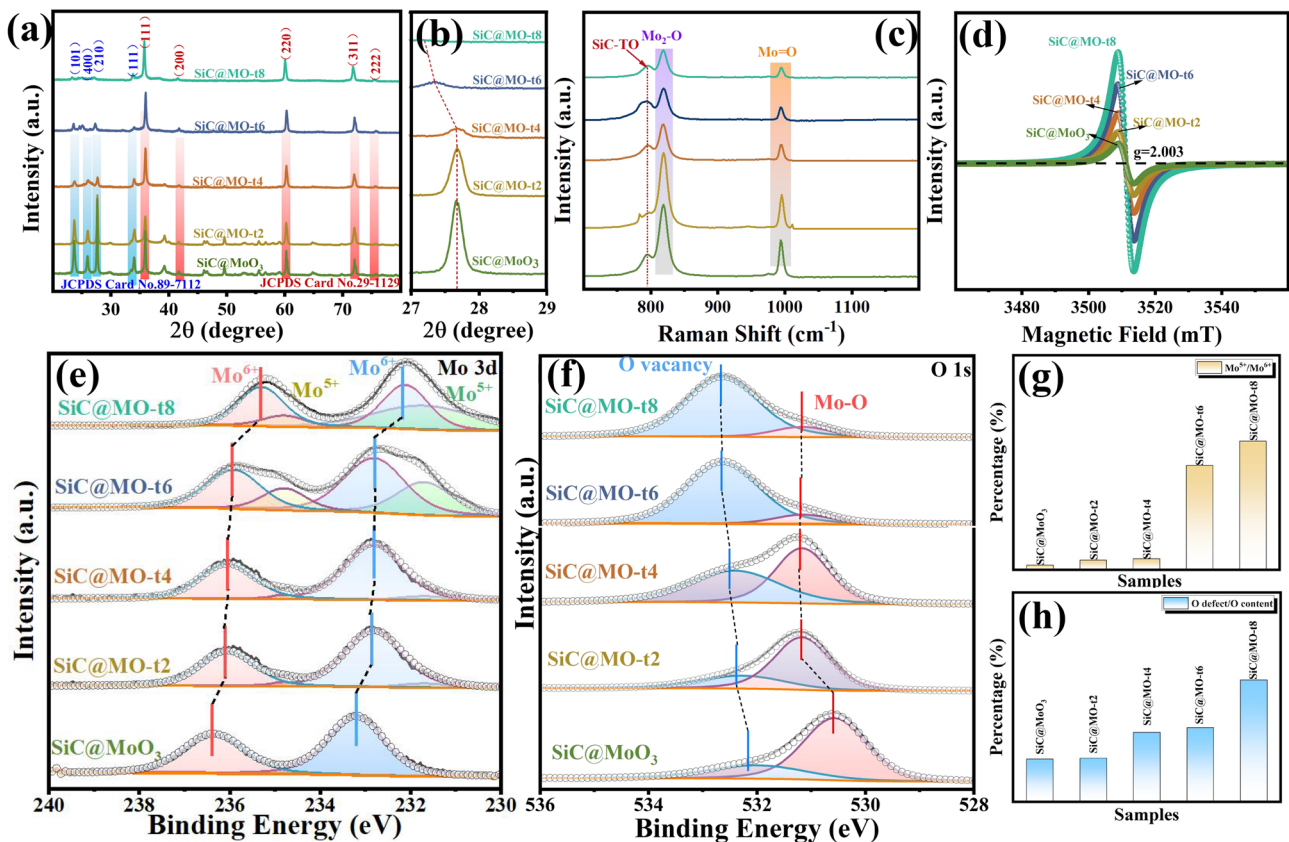 (a)
(101)
(400)
(210)
(111)
(111)
(200)
(220)
(311)
(222)
SiC@MO-t8
SiC@MO-t6
SiC@MO-t4
SiC@MO-t2
SiC@MoO₃
JCPDS Card No.89-7112
JCPDS Card No.29-1129
30 40 50 60 70
2θ (degree)
Intensity (a.u.)
(b)
SiC@MO-t8
SiC@MO-t6
SiC@MO-t4
SiC@MO-t2
SiC@MoO₃
27 28 29
2θ (degree)
(c)
SiC-TO
Mo₂-O
Mo=O
700 800 900 1000 1100
Raman Shift (cm⁻¹)
Intensity (a.u.)
(d)
SiC@MO-t8
SiC@MO-t6
SiC@MO-t4
SiC@MO-t2
SiC@MoO₃
g=2.003
3480 3500 3520 3540
Magnetic Field (mT)
Intensity (a.u.)
(e)
Mo⁶⁺
Mo⁵⁺
Mo⁶⁺
Mo 3d
Mo⁵⁺
SiC@MO-t8
SiC@MO-t6
SiC@MO-t4
SiC@MO-t2
SiC@MoO₃
240 238 236 234 232 230
Binding Energy (eV)
Intensity (a.u.)
(f)
O vacancy
O 1s
Mo-O
SiC@MO-t8
SiC@MO-t6
SiC@MO-t4
SiC@MO-t2
SiC@MoO₃
536 534 532 530 528
Binding Energy (eV)
Intensity (a.u.)
(g)
Mo⁵⁺/Mo⁶⁺
SiC@MoO₃
SiC@MO-t2
SiC@MO-t4
SiC@MO-t6
SiC@MO-t8
Samples
Percentage (%)
(h)
O defect/O content
SiC@MoO₃
SiC@MO-t2
SiC@MO-t4
SiC@MO-t6
SiC@MO-t8
Samples
Percentage (%)